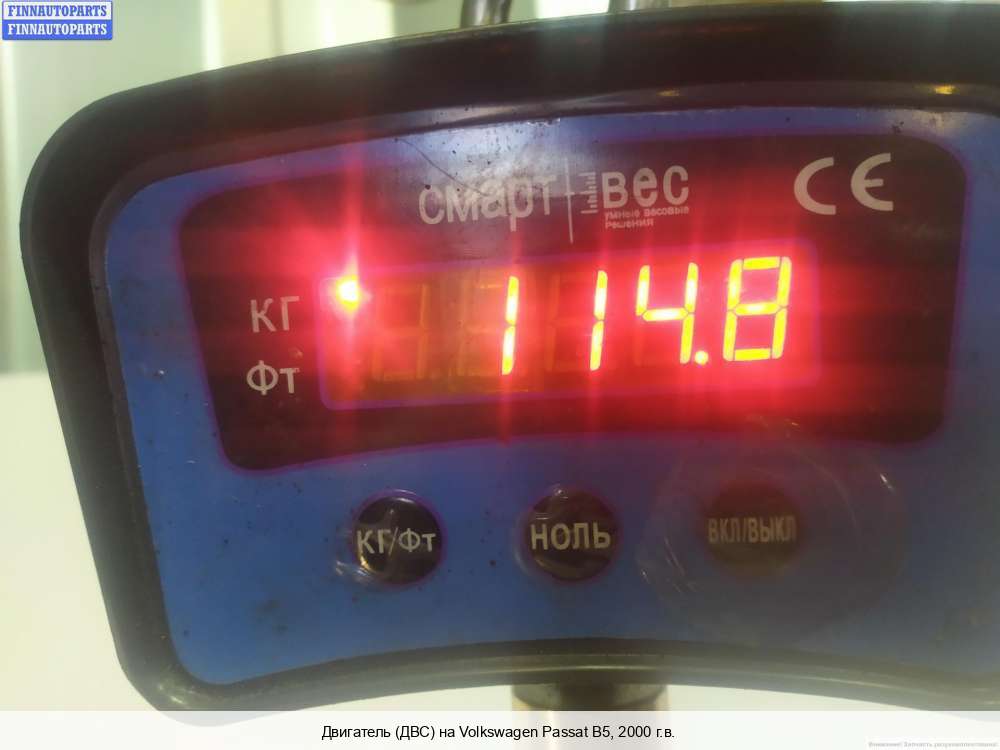 FINNAUTOPARTS
FINNAUTOPARTS
смарт вес
умные весовые
решения
CE
КГ
Фт
114.8
КГ/Фт
НОЛЬ
ВКЛ/ВЫКЛ
Двигатель (ДВС) на Volkswagen Passat B5, 2000 г.в.